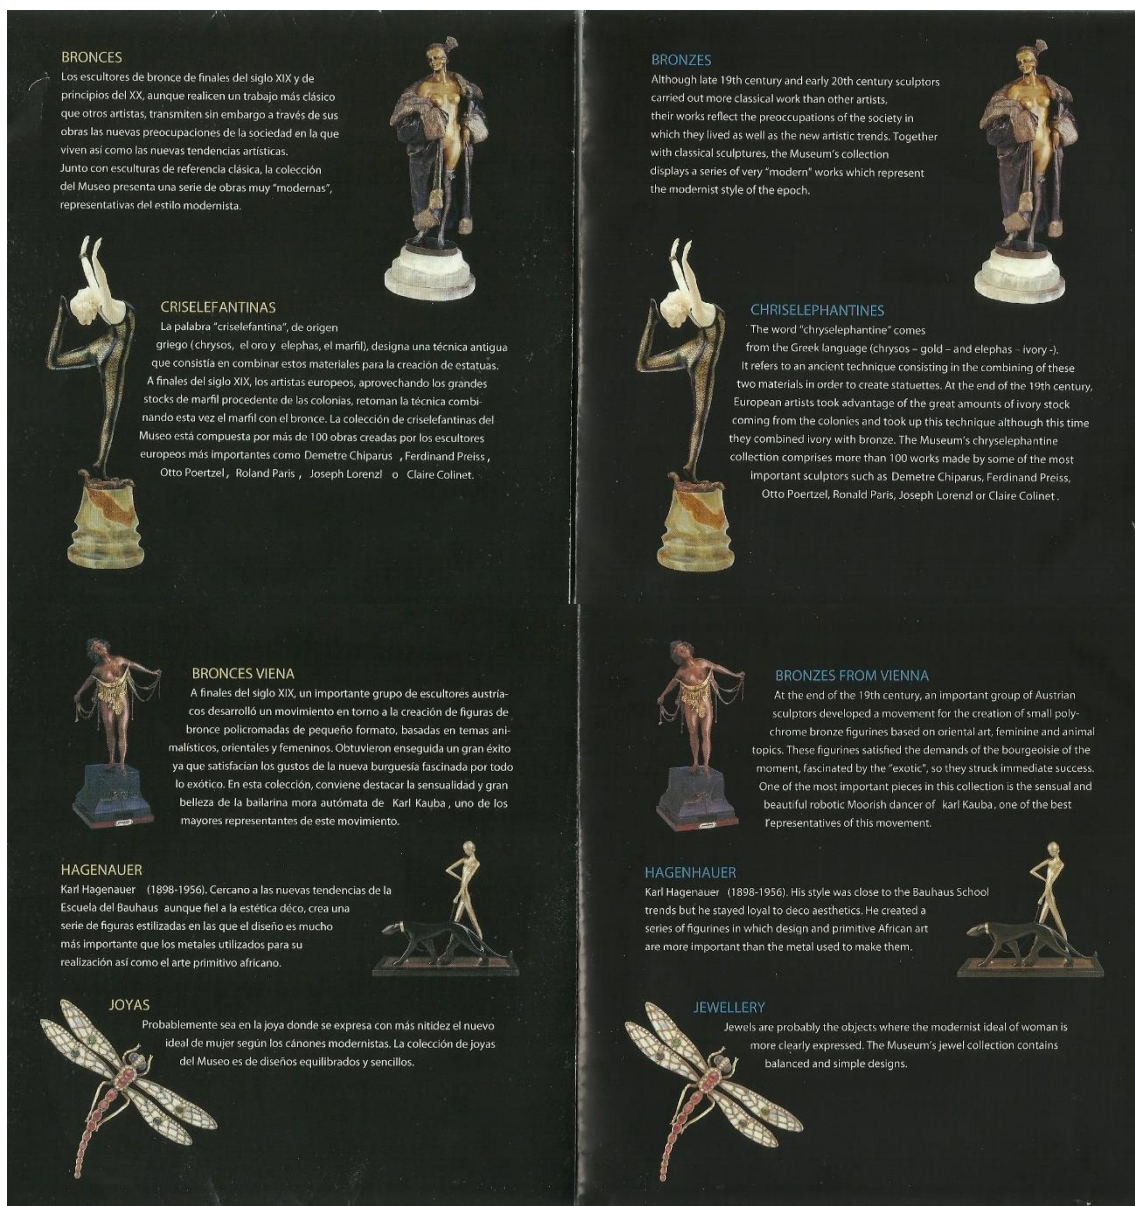 BRONCES
Los escultores de bronce de finales del siglo XIX y de
principios del XX, aunque realicen un trabajo más clásico
que otros artistas, transmiten sin embargo a través de sus
obras las nuevas preocupaciones de la sociedad en la que
viven así como las nuevas tendencias artísticas.
Junto con esculturas de referencia clásica, la colección
del Museo presenta una serie de obras muy "modernas",
representativas del estilo modernista.
CRISELEFANTINAS
La palabra "criselefantina", de origen
griego (chrysos, el oro y elephas, el marfil), designa una técnica antigua
que consistía en combinar estos materiales para la creación de estatuas.
A finales del siglo XIX, los artistas europeos, aprovechando los grandes
stocks de marfil procedente de las colonias, retoman la técnica combi-
nando esta vez el marfil con el bronce. La colección de criselefantinas del
Museo está compuesta por más de 100 obras creadas por los escultores
europeos más importantes como Demetre Chiparus , Ferdinand Preiss ,
Otto Poertzel , Roland Paris , Joseph Lorenzl o Claire Colinet.
BRONCES VIENA
A finales del siglo XIX, un importante grupo de escultores austría-
cos desarrolló un movimiento en torno a la creación de figuras de
bronce policromadas de pequeño formato, basadas en temas ani-
malísticos, orientales y femeninos. Obtuvieron enseguida un gran éxito
ya que satisfacían los gustos de la nueva burguesía fascinada por todo
lo exótico. En esta colección, conviene destacar la sensualidad y gran
belleza de la bailarina mora autómata de Karl Kauba , uno de los
mayores representantes de este movimiento.
HAGENAUER
Karl Hagenauer (1898-1956). Cercano a las nuevas tendencias de la
Escuela del Bauhaus aunque fiel a la estética déco, crea una
serie de figuras estilizadas en las que el diseño es mucho
más importante que los metales utilizados para su
realización así como el arte primitivo africano.
JOYAS
Probablemente sea en la joya donde se expresa con más nitidez el nuevo
ideal de mujer según los cánones modernistas. La colección de joyas
del Museo es de diseños equilibrados y sencillos.
BRONZES
Although late 19th century and early 20th century sculptors
carried out more classical work than other artists,
their works reflect the preoccupations of the society in
which they lived as well as the new artistic trends. Together
with classical sculptures, the Museum's collection
displays a series of very "modern" works which represent
the modernist style of the epoch.
CHRISELEPHANTINES
The word "chryselephantine" comes
from the Greek language (chrysos – gold – and elephas – ivory -).
It refers to an ancient technique consisting in the combining of these
two materials in order to create statuettes. At the end of the 19th century,
European artists took advantage of the great amounts of ivory stock
coming from the colonies and took up this technique although this time
they combined ivory with bronze. The Museum's chryselephantine
collection comprises more than 100 works made by some of the most
important sculptors such as Demetre Chiparus, Ferdinand Preiss,
Otto Poertzel, Ronald Paris, Joseph Lorenzl or Claire Colinet .
BRONZES FROM VIENNA
At the end of the 19th century, an important group of Austrian
sculptors developed a movement for the creation of small poly-
chrome bronze figurines based on oriental art, feminine and animal
topics. These figurines satisfied the demands of the bourgeoisie of the
moment, fascinated by the "exotic", so they struck immediate success.
One of the most important pieces in this collection is the sensual and
beautiful robotic Moorish dancer of karl Kauba, one of the best
representatives of this movement.
HAGENHAUER
Karl Hagenauer (1898-1956). His style was close to the Bauhaus School
trends but he stayed loyal to deco aesthetics. He created a
series of figurines in which design and primitive African art
are more important than the metal used to make them.
JEWELLERY
Jewels are probably the objects where the modernist ideal of woman is
more clearly expressed. The Museum's jewel collection contains
balanced and simple designs.